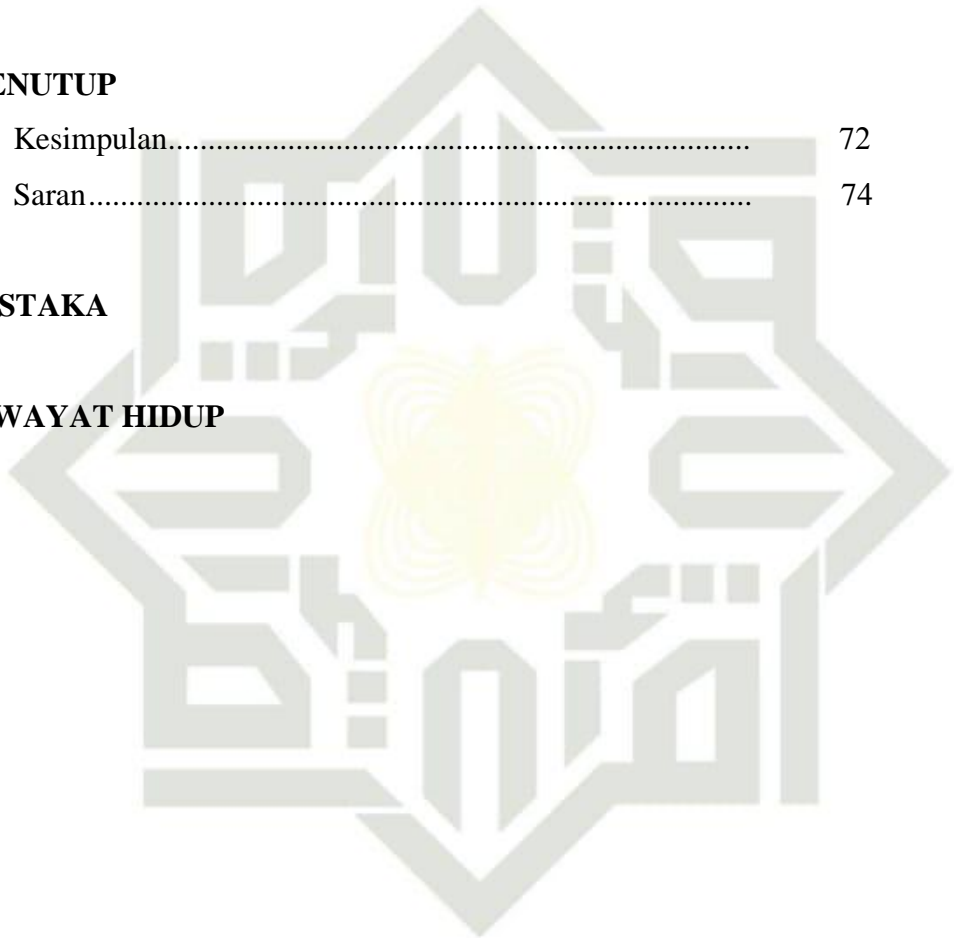 ENUTUP
Kesimpulan....................................................................... 72
Saran................................................................................. 74
STAKA
WAYAT HIDUP